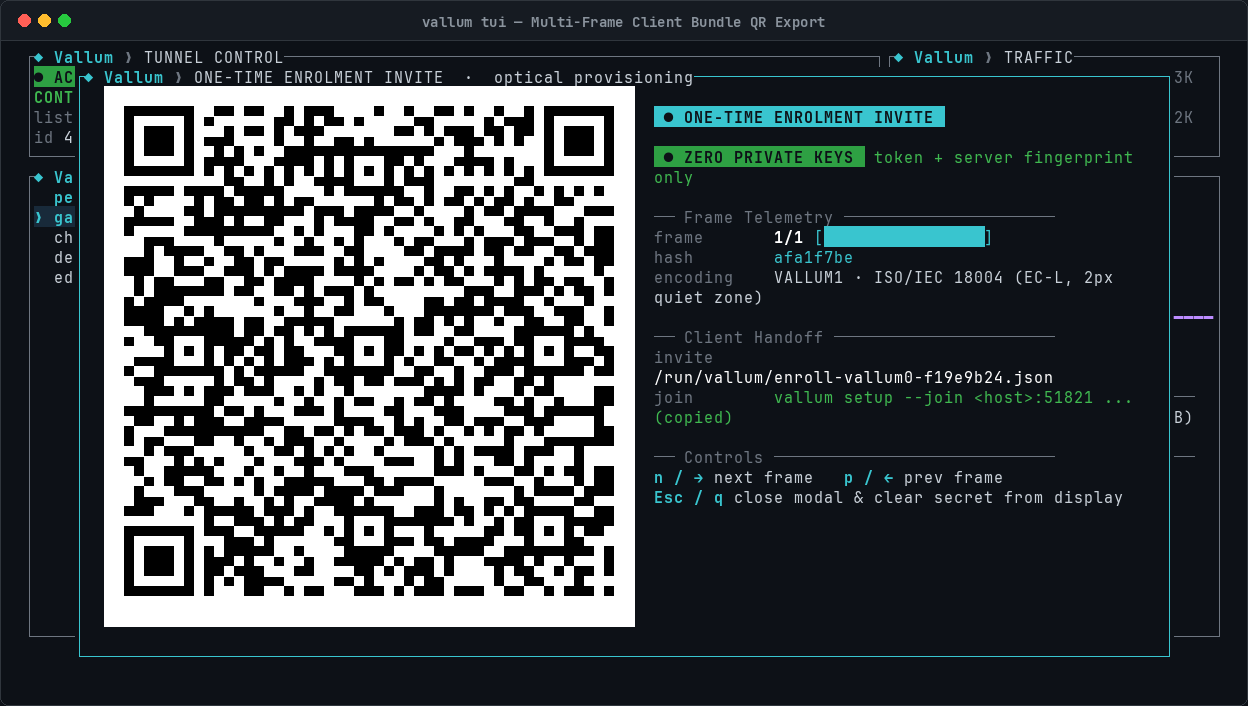 vallum tui — Multi-Frame Client Bundle QR Export
◆ Vallum ❯ TUNNEL CONTROL
◆ Vallum ❯ TRAFFIC
● AC
◆ Vallum ❯ ONE-TIME ENROLMENT INVITE · optical provisioning
3K
CONT
list
● ONE-TIME ENROLMENT INVITE
2K
id 4
● ZERO PRIVATE KEYS token + server fingerprint
only
◆ Va
pe
❯ ga
ch
de
ed
Frame Telemetry
frame 1/1 [ ]
hash afa1f7be
encoding VALLUM1 · ISO/IEC 18004 (EC-L, 2px
quiet zone)
Client Handoff
invite
/run/vallum/enroll-vallum0-f19e9b24.json
join vallum setup --join <host>:51821 ...
(copied)
B)
Controls
n / → next frame p / ← prev frame
Esc / q close modal & clear secret from display